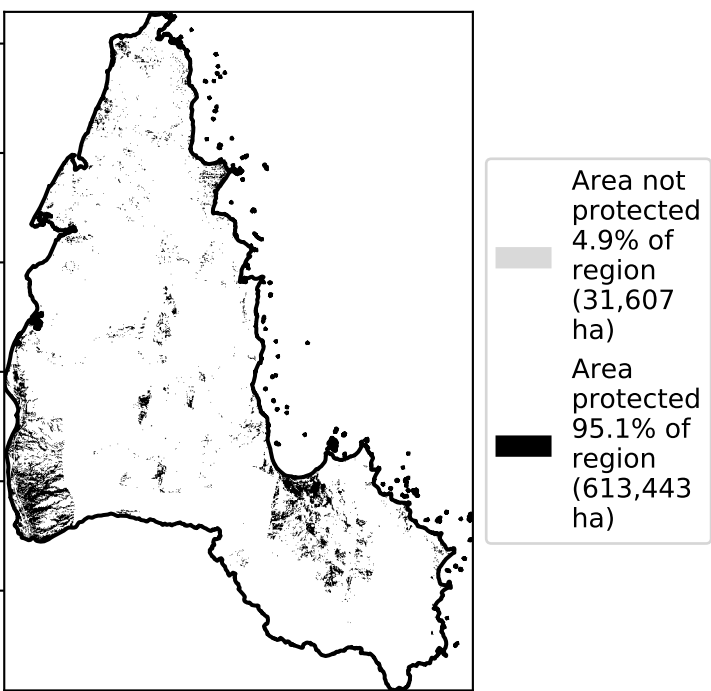 Area not
protected
4.9% of
region
(31,607
ha)
Area
protected
95.1% of
region
(613,443
ha)